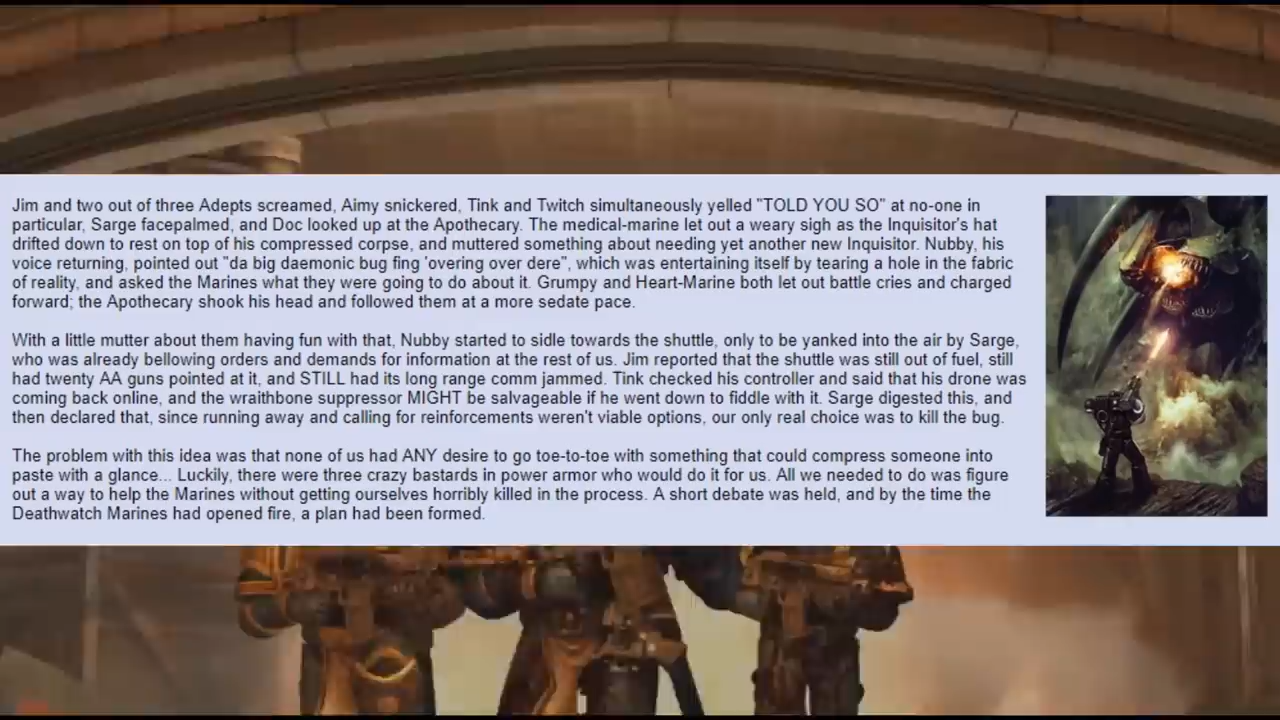 Jim and two out of three Adepts screamed, Aimy snickered, Tink and Twitch simultaneously yelled "TOLD YOU SO" at no-one in
particular, Sarge facepalmed, and Doc looked up at the Apothecary. The medical-marine let out a weary sigh as the Inquisitor's hat
drifted down to rest on top of his compressed corpse, and muttered something about needing yet another new Inquisitor. Nubby, his
voice returning, pointed out "da big daemonic bug fing 'overing over dere", which was entertaining itself by tearing a hole in the fabric
of reality, and asked the Marines what they were going to do about it. Grumpy and Heart-Marine both let out battle cries and charged
forward; the Apothecary shook his head and followed them at a more sedate pace.
With a little mutter about them having fun with that, Nubby started to sidle towards the shuttle, only to be yanked into the air by Sarge,
who was already bellowing orders and demands for information at the rest of us. Jim reported that the shuttle was still out of fuel, still
had twenty AA guns pointed at it, and STILL had its long range comm jammed. Tink checked his controller and said that his drone was
coming back online, and the wraithbone suppressor MIGHT be salvageable if he went down to fiddle with it. Sarge digested this, and
then declared that, since running away and calling for reinforcements weren't viable options, our only real choice was to kill the bug.
The problem with this idea was that none of us had ANY desire to go toe-to-toe with something that could compress someone into
paste with a glance... Luckily, there were three crazy bastards in power armor who would do it for us. All we needed to do was figure
out a way to help the Marines without getting ourselves horribly killed in the process. A short debate was held, and by the time the
Deathwatch Marines had opened fire, a plan had been formed.